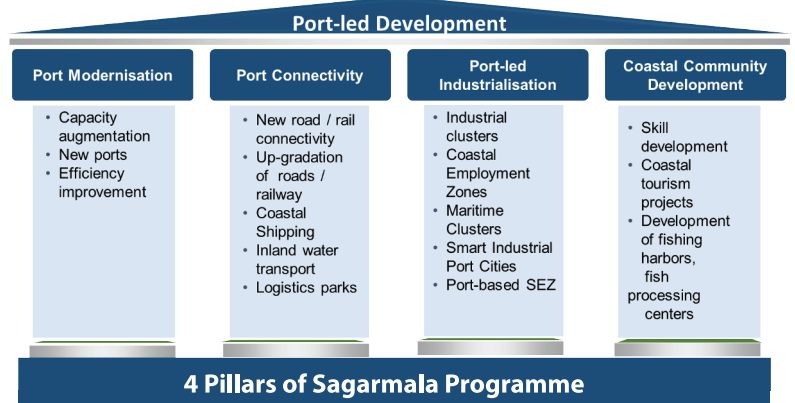 Port-led Development
Port Modernisation
• Capacity
augmentation
• New ports
• Efficiency
improvement
Port Connectivity
• New road / rail
connectivity
• Up-gradation
of roads /
railway
• Coastal
Shipping
• Inland water
transport
• Logistics parks
Port-led
Industrialisation
• Industrial
clusters
• Coastal
Employment
Zones
• Maritime
Clusters
• Smart Industrial
Port Cities
• Port-based SEZ
Coastal Community
Development
• Skill
development
• Coastal
tourism
projects
• Development
of fishing
harbors,
fish
processing
centers
4 Pillars of Sagarmala Programme